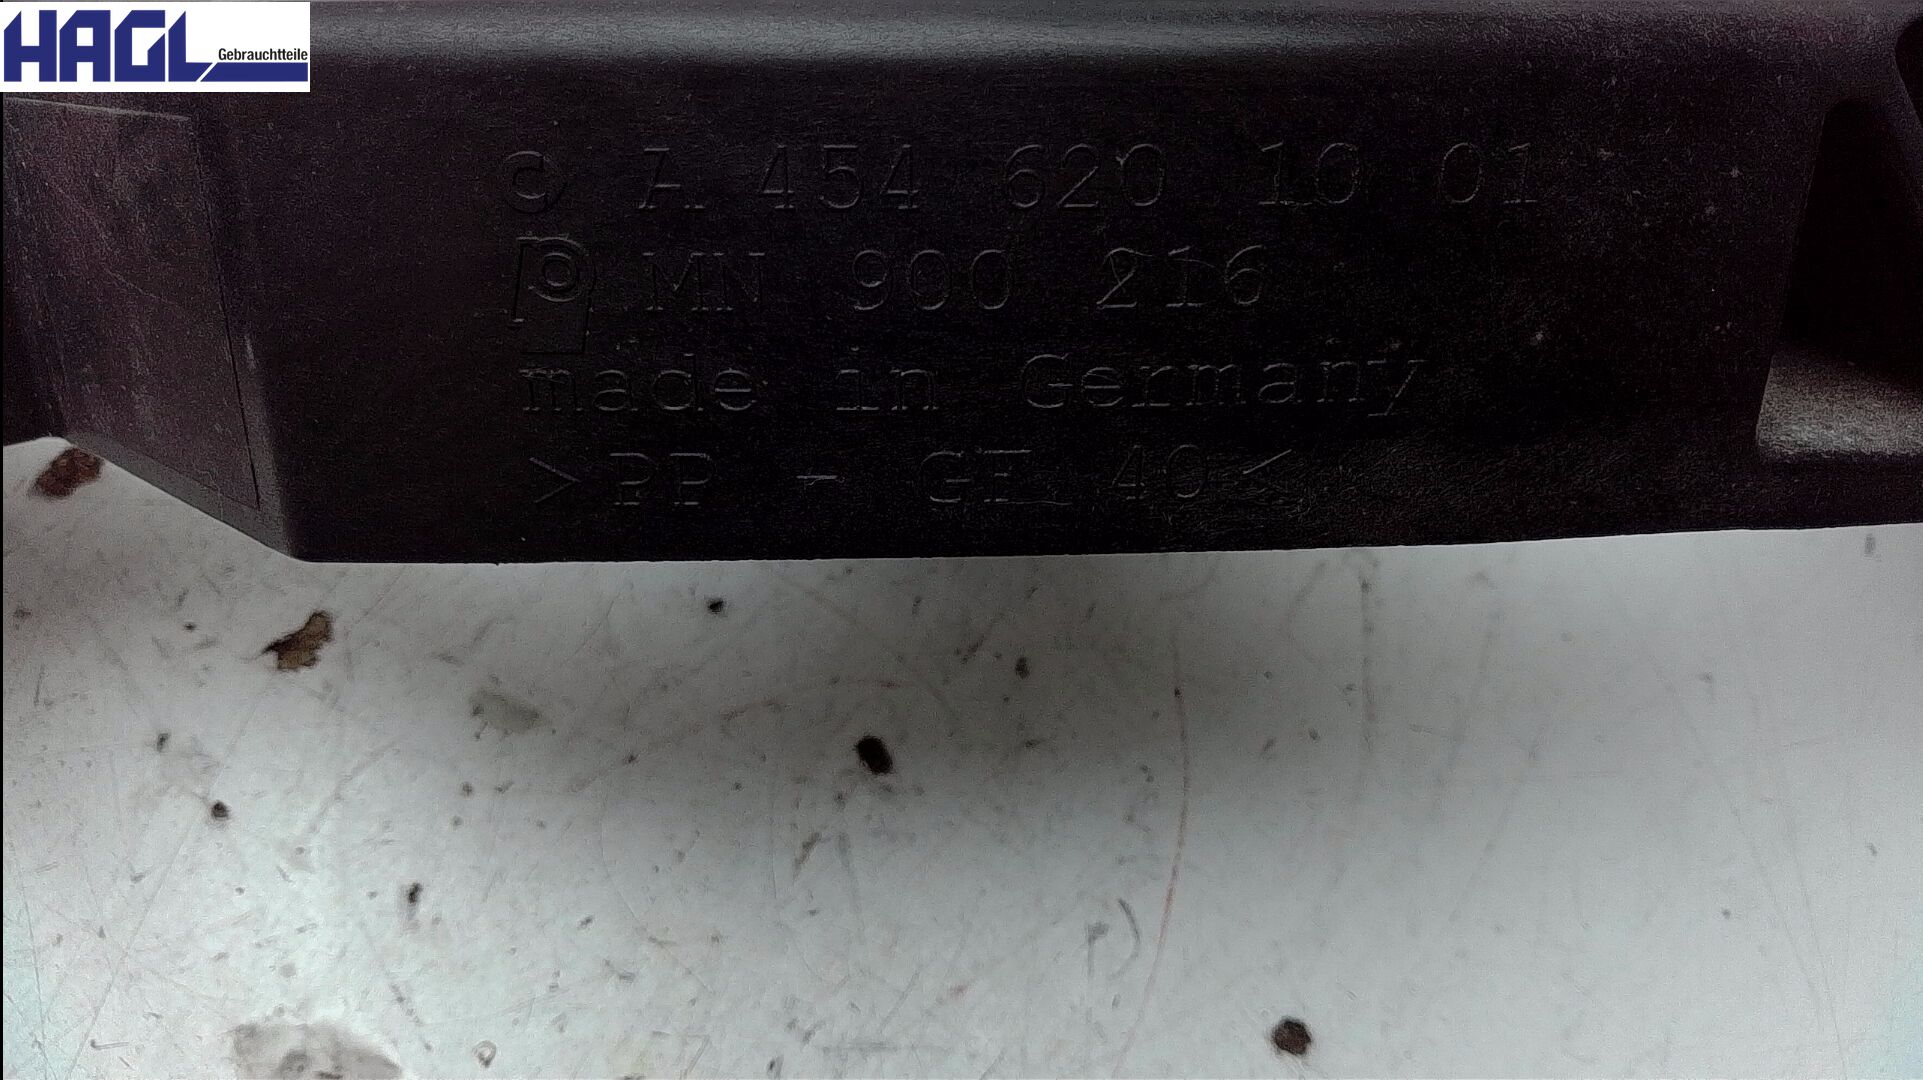 HAGL Gebrauchtteile
A 454 620 10 01
MN 900 216
made in Germany
>PP - GF 40<